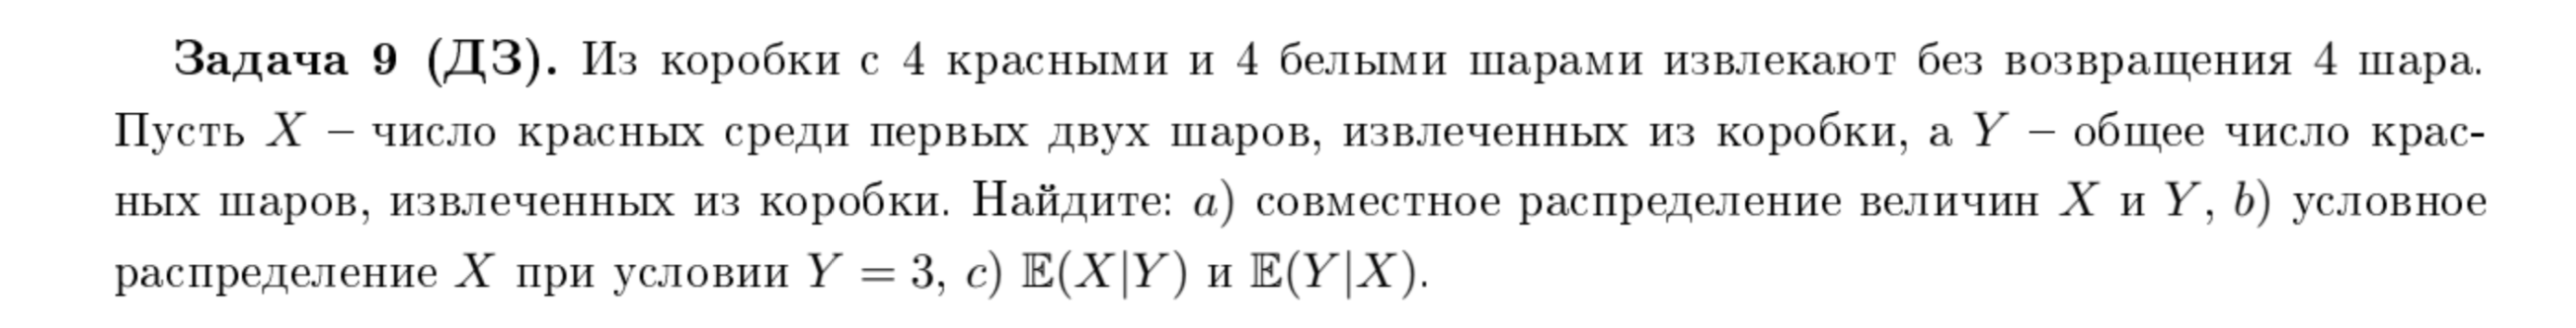 Задача 9 (ДЗ). Из коробки с 4 красными и 4 белыми шарами извлекают без возвращения 4 шара.
Пусть X – число красных среди первых двух шаров, извлеченных из коробки, а Y – общее число крас-
ных шаров, извлеченных из коробки. Найдите: a) совместное распределение величин X и Y, b) условное
распределение X при условии Y = 3, c) 𝔼(X|Y) и 𝔼(Y|X).